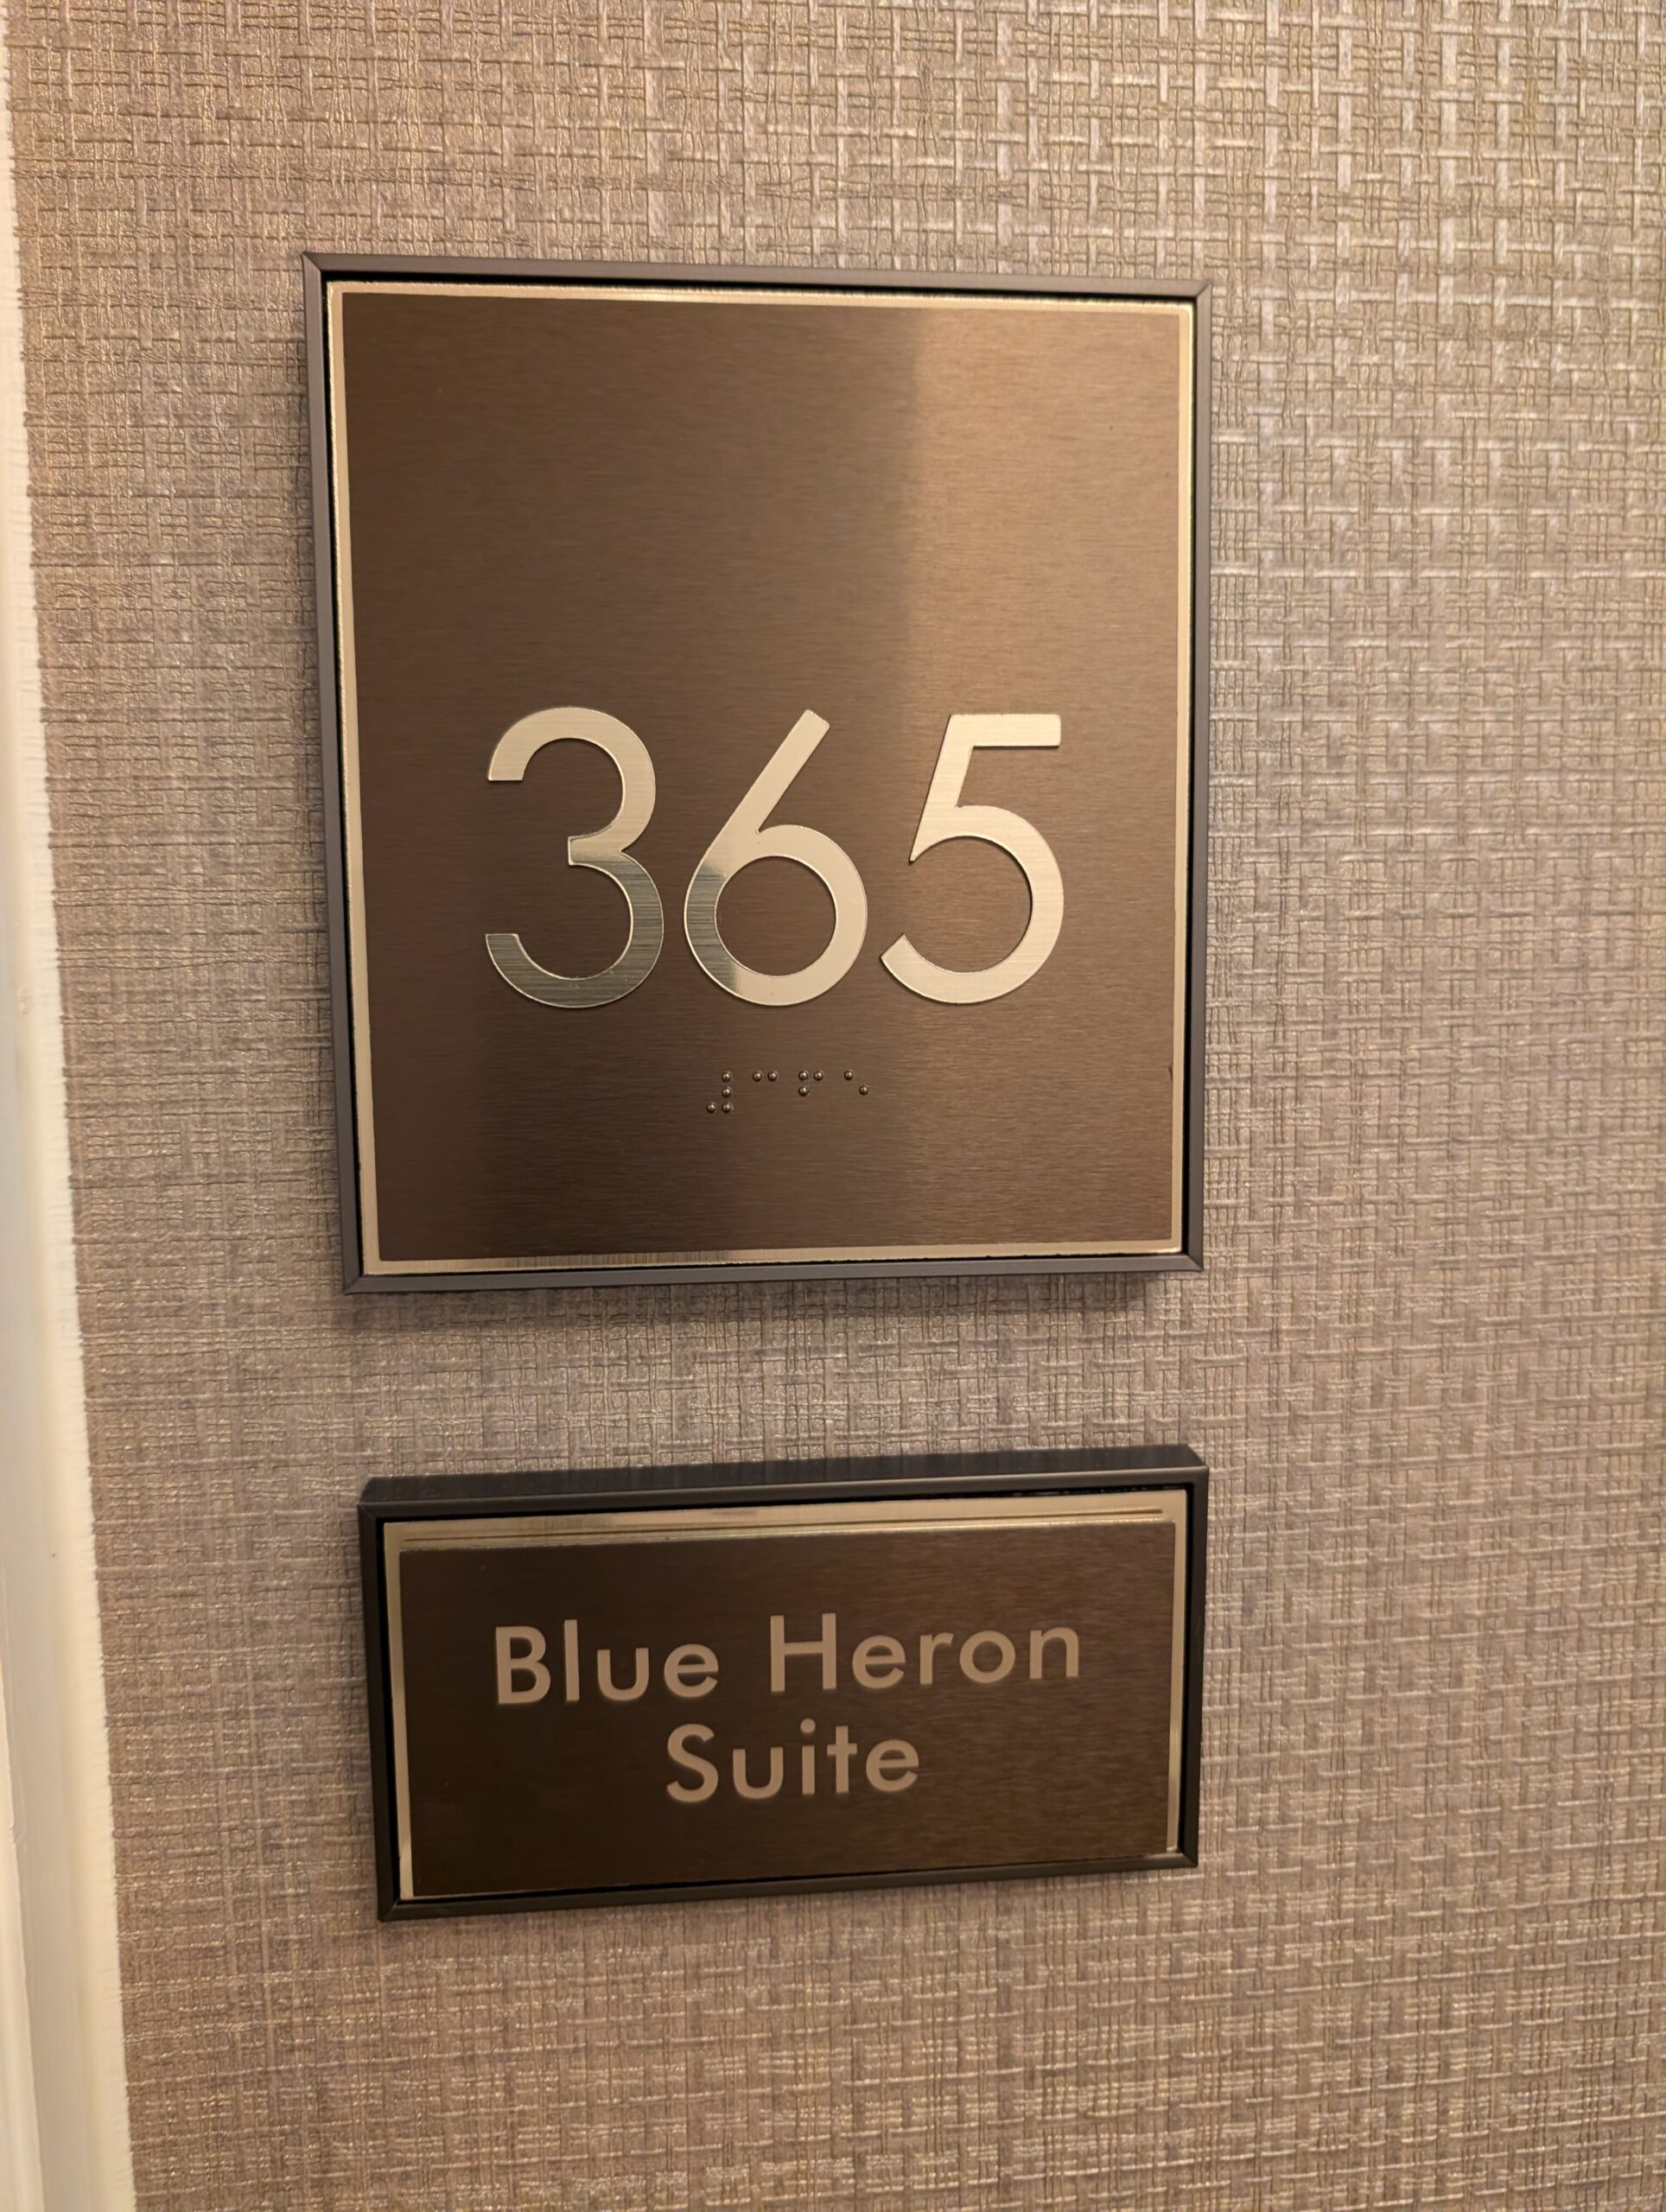 365
⠼⠉⠋⠑
Blue Heron
Suite